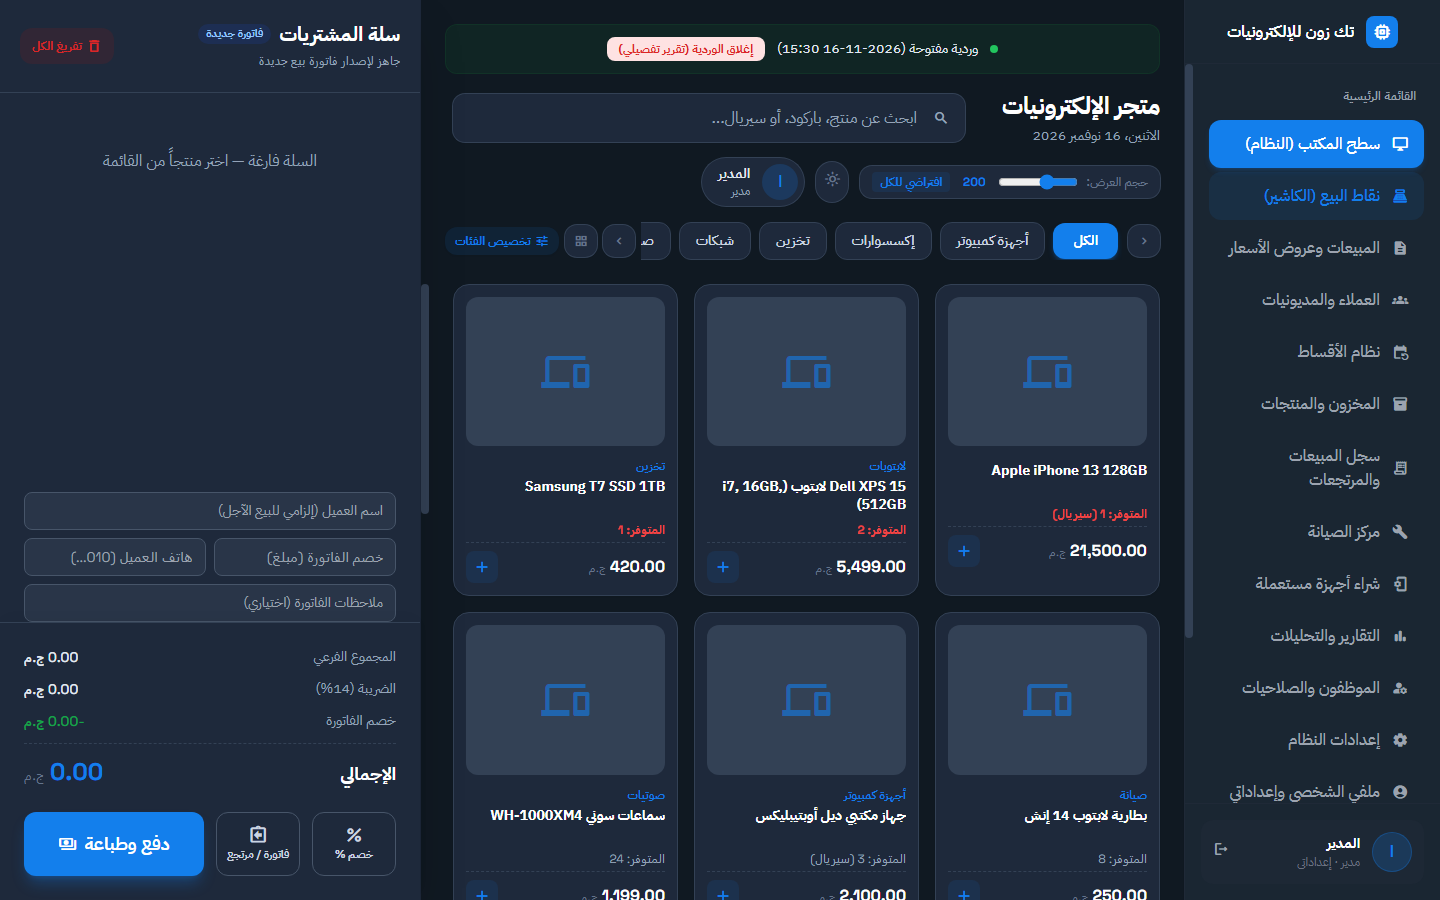 تك زون للإلكترونيات
القائمة الرئيسية
سطح المكتب (النظام)
نقاط البيع (الكاشير)
المبيعات وعروض الأسعار
العملاء والمديونيات
نظام الأقساط
المخزون والمنتجات
سجل المبيعات
والمرتجعات
مركز الصيانة
شراء أجهزة مستعملة
التقارير والتحليلات
الموظفون والصلاحيات
إعدادات النظام
ملفي الشخصي وإعداداتي
ا
المدير
مدير · إعداداتي
وردية مفتوحة (2026-11-16 15:30)
إغلاق الوردية (تقرير تفصيلي)
متجر الإلكترونيات
الاثنين، 16 نوفمبر 2026
ابحث عن منتج، باركود، أو سيريال...
حجم العرض:
200
افتراضي للكل
ا
المدير
مدير
الكل
أجهزة كمبيوتر
إكسسوارات
تخزين
شبكات
تخصيص الفئات
Apple iPhone 13 128GB
المتوفر: 1 (سيريال)
21,500.00 ج.م
لابتوبات
لابتوب Dell XPS 15 (i7, 16GB,
512GB)
المتوفر: 2
5,499.00 ج.م
تخزين
Samsung T7 SSD 1TB
المتوفر: 1
420.00 ج.م
صيانة
بطارية لابتوب 14 إنش
المتوفر: 8
250.00 ج.م
أجهزة كمبيوتر
جهاز مكتبي ديل أوبتيبليكس
المتوفر: 3 (سيريال)
2,100.00 ج.م
صوتيات
سماعات سوني WH-1000XM4
المتوفر: 24
1,199.00 ج.م
سلة المشتريات
فاتورة جديدة
جاهز لإصدار فاتورة بيع جديدة
تفريغ الكل
السلة فارغة — اختر منتجاً من القائمة
اسم العميل (إلزامي للبيع الآجل)
خصم الفاتورة (مبلغ)
هاتف العميل (010...)
ملاحظات الفاتورة (اختياري)
المجموع الفرعي
0.00 ج.م
الضريبة (14%)
0.00 ج.م
خصم الفاتورة
-0.00 ج.م
الإجمالي
0.00 ج.م
خصم %
فاتورة / مرتجع
دفع وطباعة